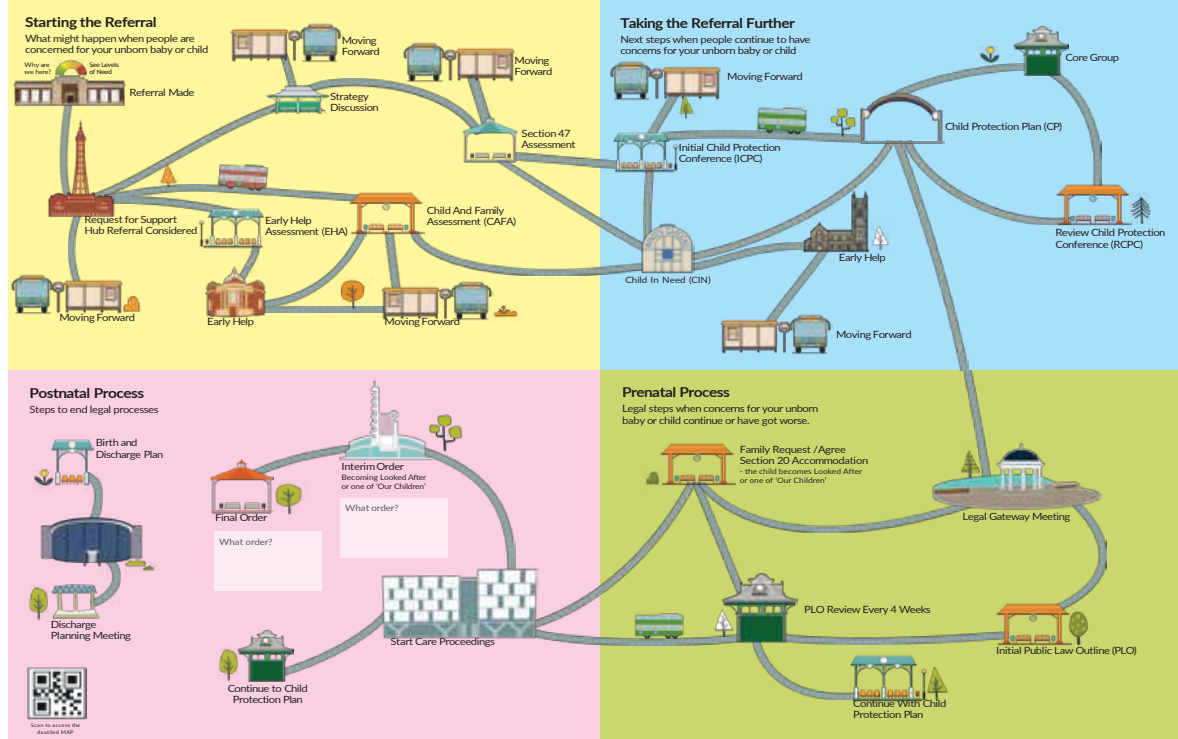 Starting the Referral
What might happen when people are
concerned for your unborn baby or child
Why are
we here?
See Levels
of Need
Referral Made
Moving
Forward
Strategy
Discussion
Moving
Forward
Section 47
Assessment
Request for Support
Hub Referral Considered
Early Help
Assessment (EHA)
Child And Family
Assessment (CAFA)
Moving Forward
Early Help
Moving Forward
Taking the Referral Further
Next steps when people continue to have
concerns for your unborn baby or child
Moving Forward
Core Group
Initial Child Protection
Conference (ICPC)
Child Protection Plan (CP)
Review Child Protection
Conference (RCPC)
Early Help
Child In Need (CIN)
Moving Forward
Postnatal Process
Steps to end legal processes
Birth and
Discharge Plan
Discharge
Planning Meeting
Interim Order
Becoming Looked After
or one of 'Our Children'
What order?
Final Order
What order?
Start Care Proceedings
Continue to Child
Protection Plan
Scan to access the
deatiled MAP
Prenatal Process
Legal steps when concerns for your unborn
baby or child continue or have got worse.
Family Request /Agree
Section 20 Accommodation
- the child becomes Looked After
or one of 'Our Children'
Legal Gateway Meeting
PLO Review Every 4 Weeks
Initial Public Law Outline (PLO)
Continue With Child
Protection Plan